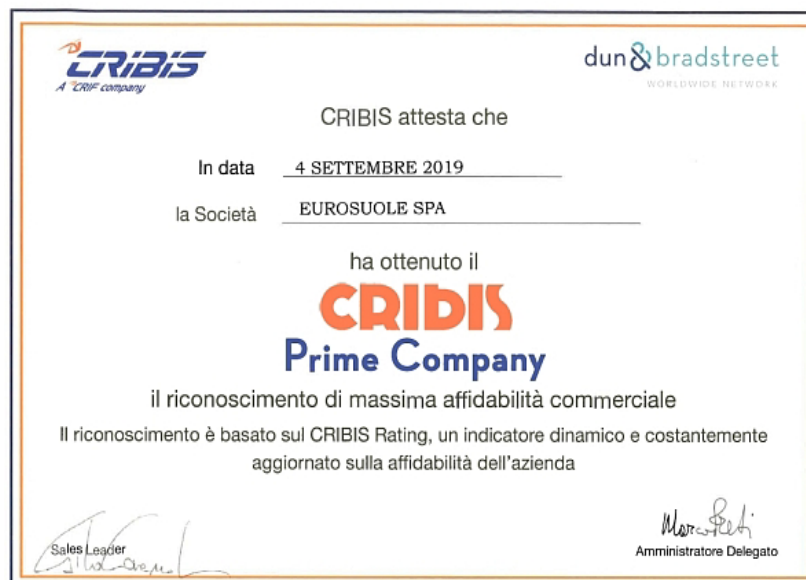 CRIBIS
A CRIF company
dun&bradstreet
WORLDWIDE NETWORK
CRIBIS attesta che
In data 4 SETTEMBRE 2019
la Società EUROSUOLE SPA
ha ottenuto il
CRIBIS
Prime Company
il riconoscimento di massima affidabilità commerciale
Il riconoscimento è basato sul CRIBIS Rating, un indicatore dinamico e costantemente
aggiornato sulla affidabilità dell'azienda
Sales Leader
Amministratore Delegato